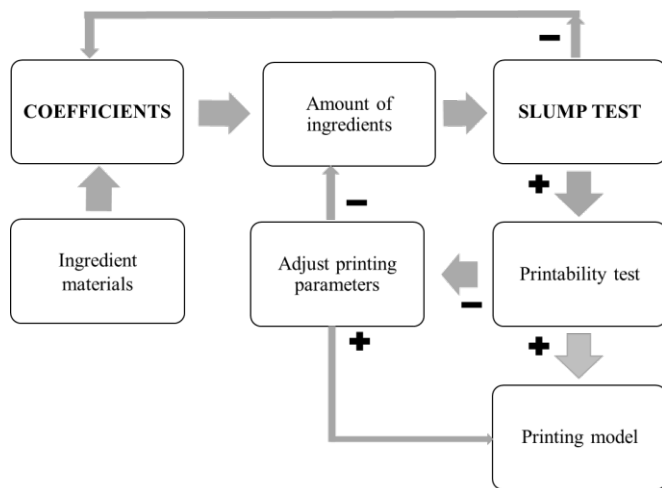 COEFFICIENTS
Amount of
ingredients
SLUMP TEST
Ingredient
materials
Adjust printing
parameters
Printability test
Printing model